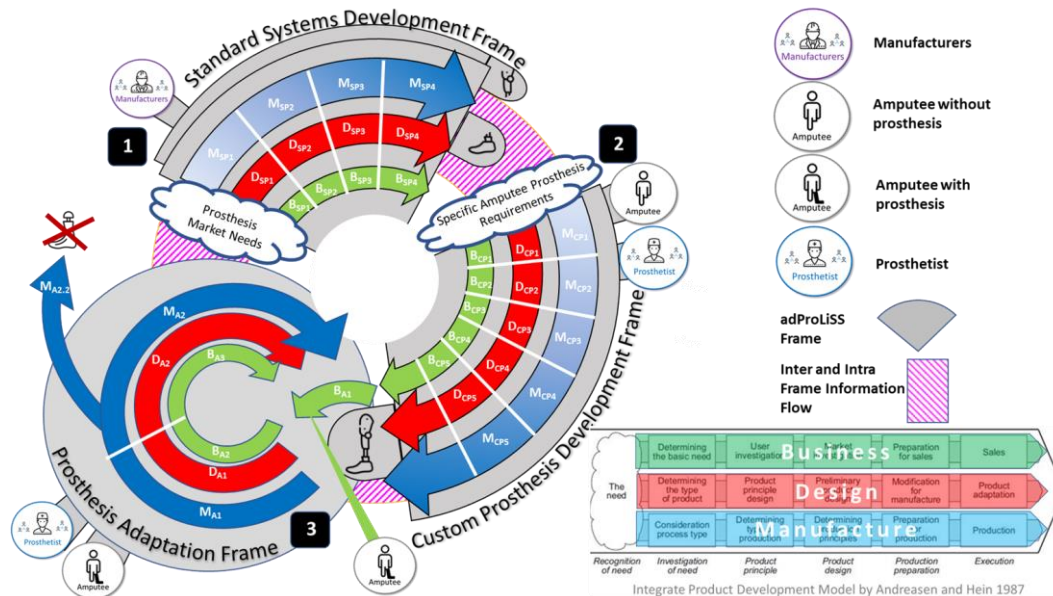 Standard Systems Development Frame
Manufacturers
1
M_SP1
M_SP2
M_SP3
M_SP4
D_SP1
D_SP2
D_SP3
D_SP4
B_SP1
B_SP2
B_SP3
B_SP4
Prosthesis
Market Needs
2
Specific Amputee Prosthesis
Requirements
Amputee
Prosthetist
M_CP1
M_CP2
M_CP3
M_CP4
M_CP5
D_CP1
D_CP2
D_CP3
D_CP4
D_CP5
B_CP1
B_CP2
B_CP3
B_CP4
B_CP5
Custom Prosthesis Development Frame
M_A2.2
M_A2
D_A2
B_A3
B_A1
B_A2
D_A1
M_A1
3
Prosthesis Adaptation Frame
Prosthetist
Amputee
Amputee
Manufacturers
Manufacturers
Amputee
Amputee without
prosthesis
Amputee
Amputee with
prosthesis
Prosthetist
Prosthetist
adProLiSS
Frame
Inter and Intra
Frame Information
Flow
The
need
Business
Determining
the basic need
User
investigation
Market
Preparation
for sales
Sales
Design
Determining
the type of
product
Product
principle
design
Preliminary
Modification
for
manufacture
Product
adaptation
Manufacture
Consideration
process type
Determining
production
Determining
principles
Preparation
production
Production
Recognition
of need
Investigation
of need
Product
principle
Product
design
Production
preparation
Execution
Integrate Product Development Model by Andreasen and Hein 1987